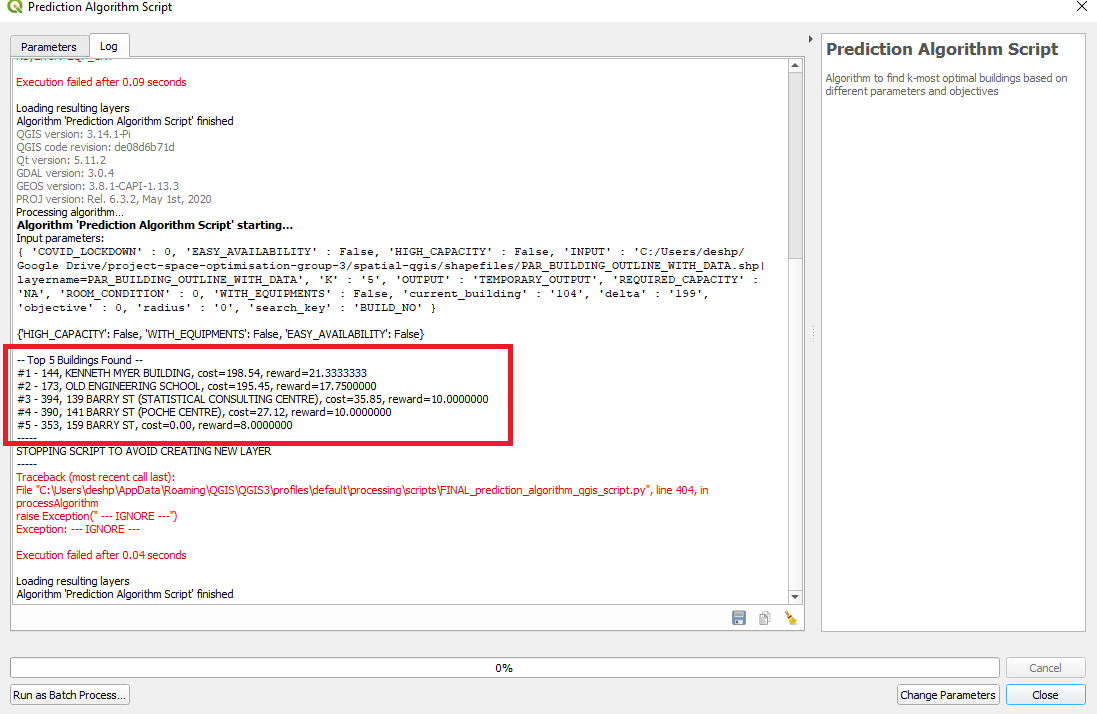 Prediction Algorithm Script
Parameters
Log
Execution failed after 0.09 seconds
Loading resulting layers
Algorithm 'Prediction Algorithm Script' finished
QGIS version: 3.14.1-Pi
QGIS code revision: de08d6b71d
Qt version: 5.11.2
GDAL version: 3.0.4
GEOS version: 3.8.1-CAPI-1.13.3
PROJ version: Rel. 6.3.2, May 1st, 2020
Processing algorithm…
Algorithm 'Prediction Algorithm Script' starting…
Input parameters:
{ 'COVID_LOCKDOWN' : 0, 'EASY_AVAILABILITY' : False, 'HIGH_CAPACITY' : False, 'INPUT' : 'C:/Users/deshp/
Google Drive/project-space-optimisation-group-3/spatial-qgis/shapefiles/PAR_BUILDING_OUTLINE_WITH_DATA.shp|
layername=PAR_BUILDING_OUTLINE_WITH_DATA', 'K' : '5', 'OUTPUT' : 'TEMPORARY_OUTPUT', 'REQUIRED_CAPACITY' :
'NA', 'ROOM_CONDITION' : 0, 'WITH_EQUIPMENTS' : False, 'current_building' : '104', 'delta' : '199',
'objective' : 0, 'radius' : '0', 'search_key' : 'BUILD_NO' }
{'HIGH_CAPACITY': False, 'WITH_EQUIPMENTS': False, 'EASY_AVAILABILITY': False}
-- Top 5 Buildings Found --
#1 - 144, KENNETH MYER BUILDING, cost=198.54, reward=21.3333333
#2 - 173, OLD ENGINEERING SCHOOL, cost=195.45, reward=17.7500000
#3 - 394, 139 BARRY ST (STATISTICAL CONSULTING CENTRE), cost=35.85, reward=10.0000000
#4 - 390, 141 BARRY ST (POCHE CENTRE), cost=27.12, reward=10.0000000
#5 - 353, 159 BARRY ST, cost=0.00, reward=8.0000000
-----
STOPPING SCRIPT TO AVOID CREATING NEW LAYER
-----
Traceback (most recent call last):
File "C:\Users\deshp\AppData\Roaming\QGIS\QGIS3\profiles\default\processing\scripts\FINAL_prediction_algorithm_qgis_script.py", line 404, in
processAlgorithm
raise Exception(" --- IGNORE ---")
Exception: --- IGNORE ---
Execution failed after 0.04 seconds
Loading resulting layers
Algorithm 'Prediction Algorithm Script' finished
Prediction Algorithm Script
Algorithm to find k-most optimal buildings based on
different parameters and objectives
0%
Cancel
Run as Batch Process…
Change Parameters
Close